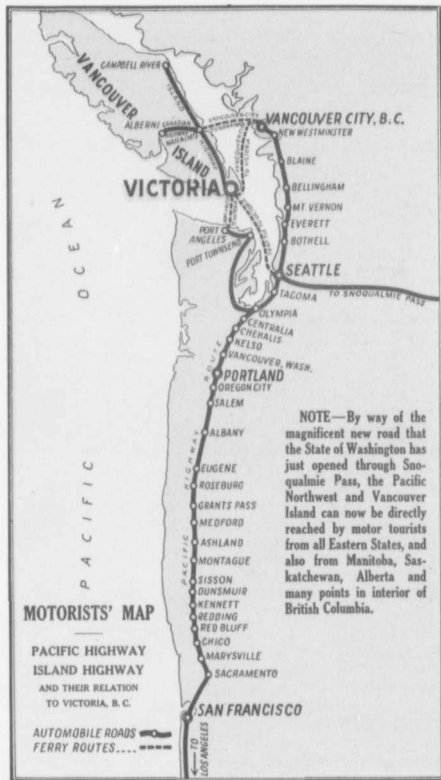 VANCOUVER
CAMPBELL RIVER
ISLAND
ALBERNI
CANADIAN
HIGHWAY
NANAIMO
VANCOUVER CITY, B.C.
NEW WESTMINSTER
BLAINE
ISLAND
VICTORIA
BELLINGHAM
MT. VERNON
EVERETT
BOTHELL
PORT
ANGELES
PORT TOWNSEND
SEATTLE
TO SNOQUALMIE PASS
TACOMA
OLYMPIA
CENTRALIA
CHEHALIS
KELSO
VANCOUVER, WASH.
PORTLAND
OREGON CITY
SALEM
ALBANY
EUGENE
ROSEBURG
GRANTS PASS
MEDFORD
ASHLAND
MONTAGUE
SISSON
DUNSMUIR
KENNETT
REDDING
RED BLUFF
CHICO
MARYSVILLE
SACRAMENTO
SAN FRANCISCO
TO
LOS ANGELES
PACIFIC HIGHWAY ROUTE
PACIFIC OCEAN
NOTE—By way of the
magnificent new road that
the State of Washington has
just opened through Sno-
qualmie Pass, the Pacific
Northwest and Vancouver
Island can now be directly
reached by motor tourists
from all Eastern States, and
also from Manitoba, Sas-
katchewan, Alberta and
many points in interior of
British Columbia.
MOTORISTS' MAP
PACIFIC HIGHWAY
ISLAND HIGHWAY
AND THEIR RELATION
TO VICTORIA, B. C.
AUTOMOBILE ROADS
FERRY ROUTES....